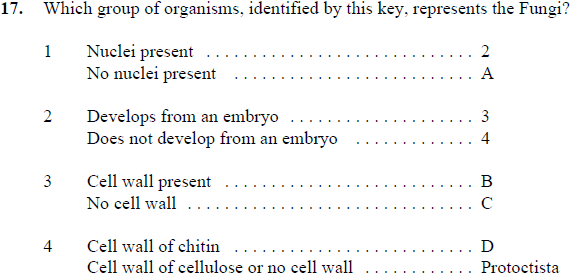 17. Which group of organisms, identified by this key, represents the Fungi?
1 Nuclei present . . . . . . . . . . . . . . . . . . . . . . . . . . . . . 2
No nuclei present . . . . . . . . . . . . . . . . . . . . . . . . . . A
2 Develops from an embryo . . . . . . . . . . . . . . . . . . . . 3
Does not develop from an embryo . . . . . . . . . . . . . 4
3 Cell wall present . . . . . . . . . . . . . . . . . . . . . . . . . . . B
No cell wall . . . . . . . . . . . . . . . . . . . . . . . . . . . . . . . C
4 Cell wall of chitin . . . . . . . . . . . . . . . . . . . . . . . . . . D
Cell wall of cellulose or no cell wall . . . . . . . . . . . . Protoctista